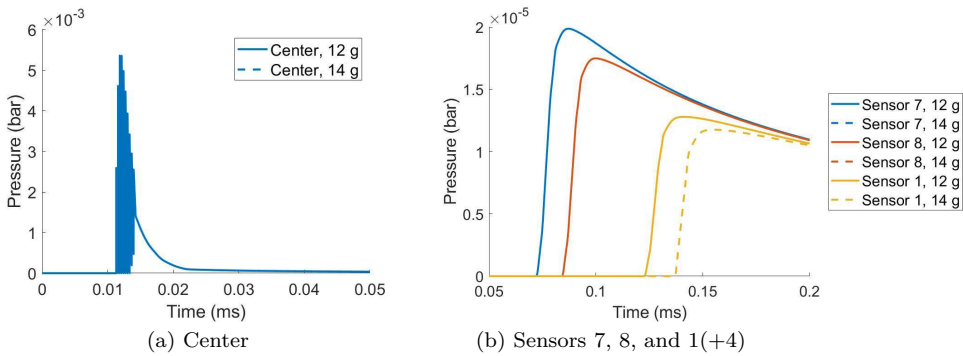 ×10-3
6
5
4
3
2
1
0
Pressure (bar)
Center, 12 g
Center, 14 g
0 0.01 0.02 0.03 0.04 0.05
Time (ms)
(a) Center
×10-5
2
1.5
1
0.5
0
Pressure (bar)
0.05 0.1 0.15 0.2
Time (ms)
Sensor 7, 12 g
Sensor 7, 14 g
Sensor 8, 12 g
Sensor 8, 14 g
Sensor 1, 12 g
Sensor 1, 14 g
(b) Sensors 7, 8, and 1(+4)